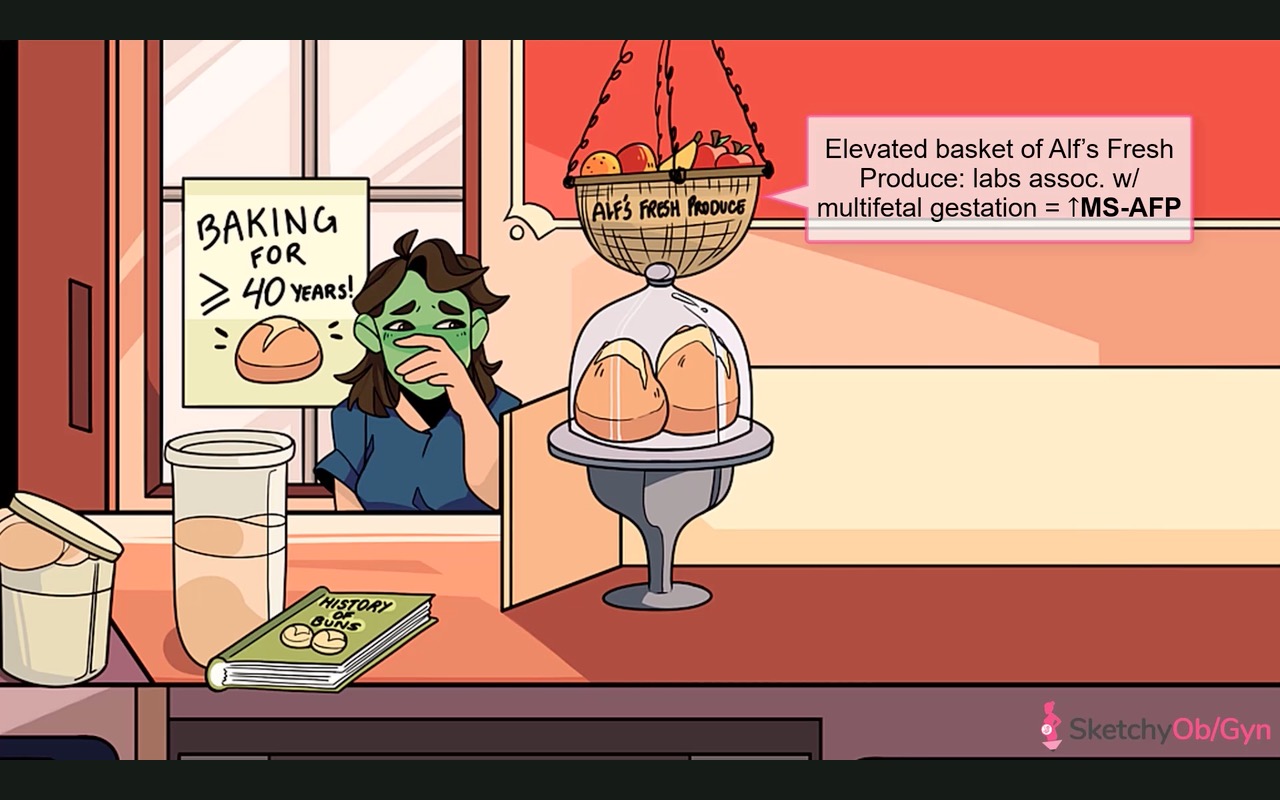 BAKING
FOR
≥ 40 YEARS!
ALF'S FRESH PRODUCE
Elevated basket of Alf’s Fresh
Produce: labs assoc. w/
multifetal gestation = ↑MS-AFP
HISTORY
OF
BUNS
SketchyOb/Gyn